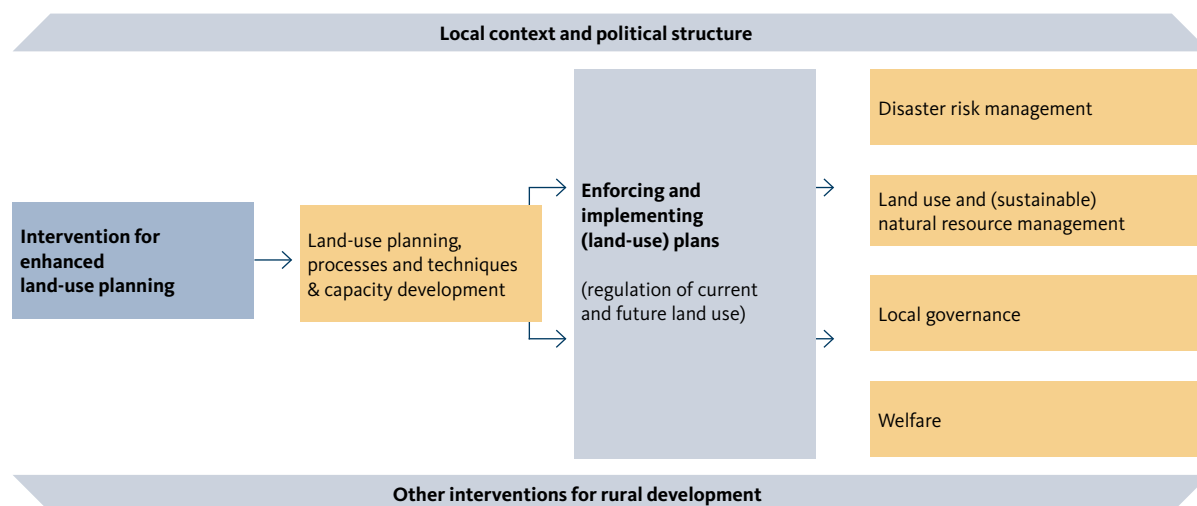 Local context and political structure
Intervention for
enhanced
land-use planning
Land-use planning,
processes and techniques
& capacity development
Enforcing and
implementing
(land-use) plans
(regulation of current
and future land use)
Disaster risk management
Land use and (sustainable)
natural resource management
Local governance
Welfare
Other interventions for rural development